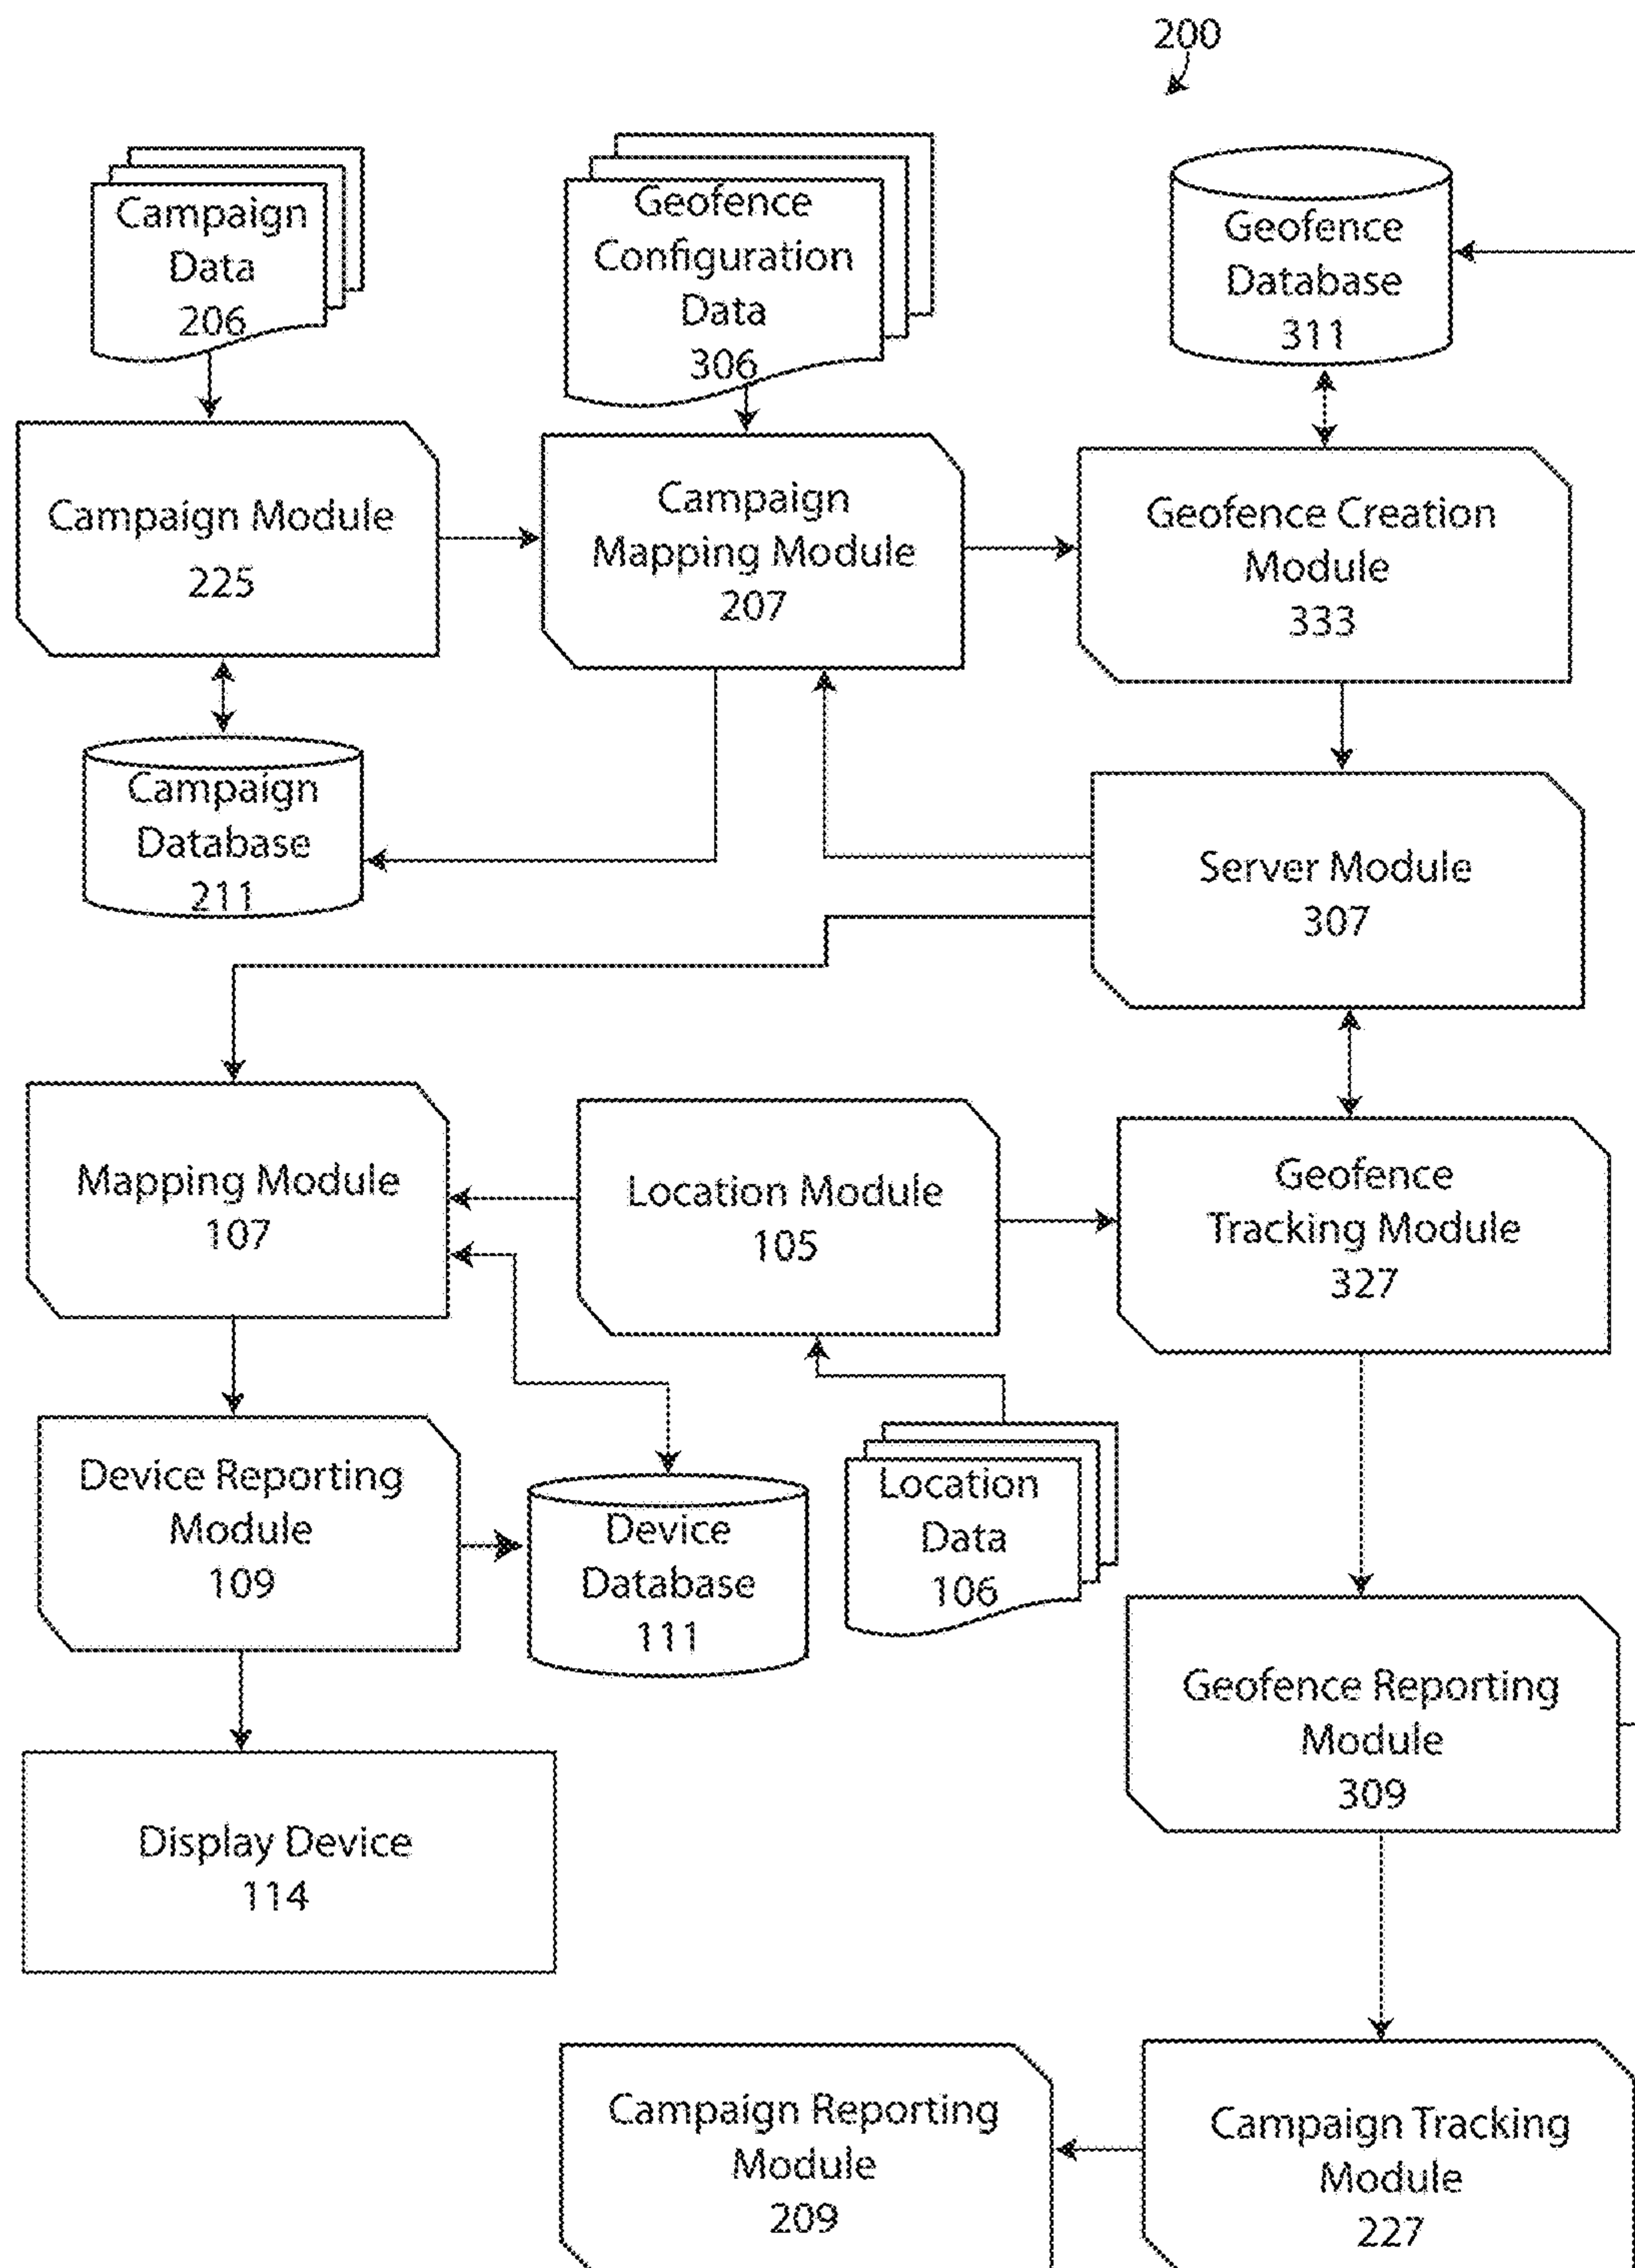 200
Campaign
Data
206
Geofence
Configuration
Data
306
Geofence
Database
311
Campaign Module
225
Campaign
Mapping Module
207
Geofence Creation
Module
333
Campaign
Database
211
Server Module
307
Mapping Module
107
Location Module
105
Geofence
Tracking Module
327
Device Reporting
Module
109
Device
Database
111
Location
Data
106
Geofence Reporting
Module
309
Display Device
114
Campaign Reporting
Module
209
Campaign Tracking
Module
227